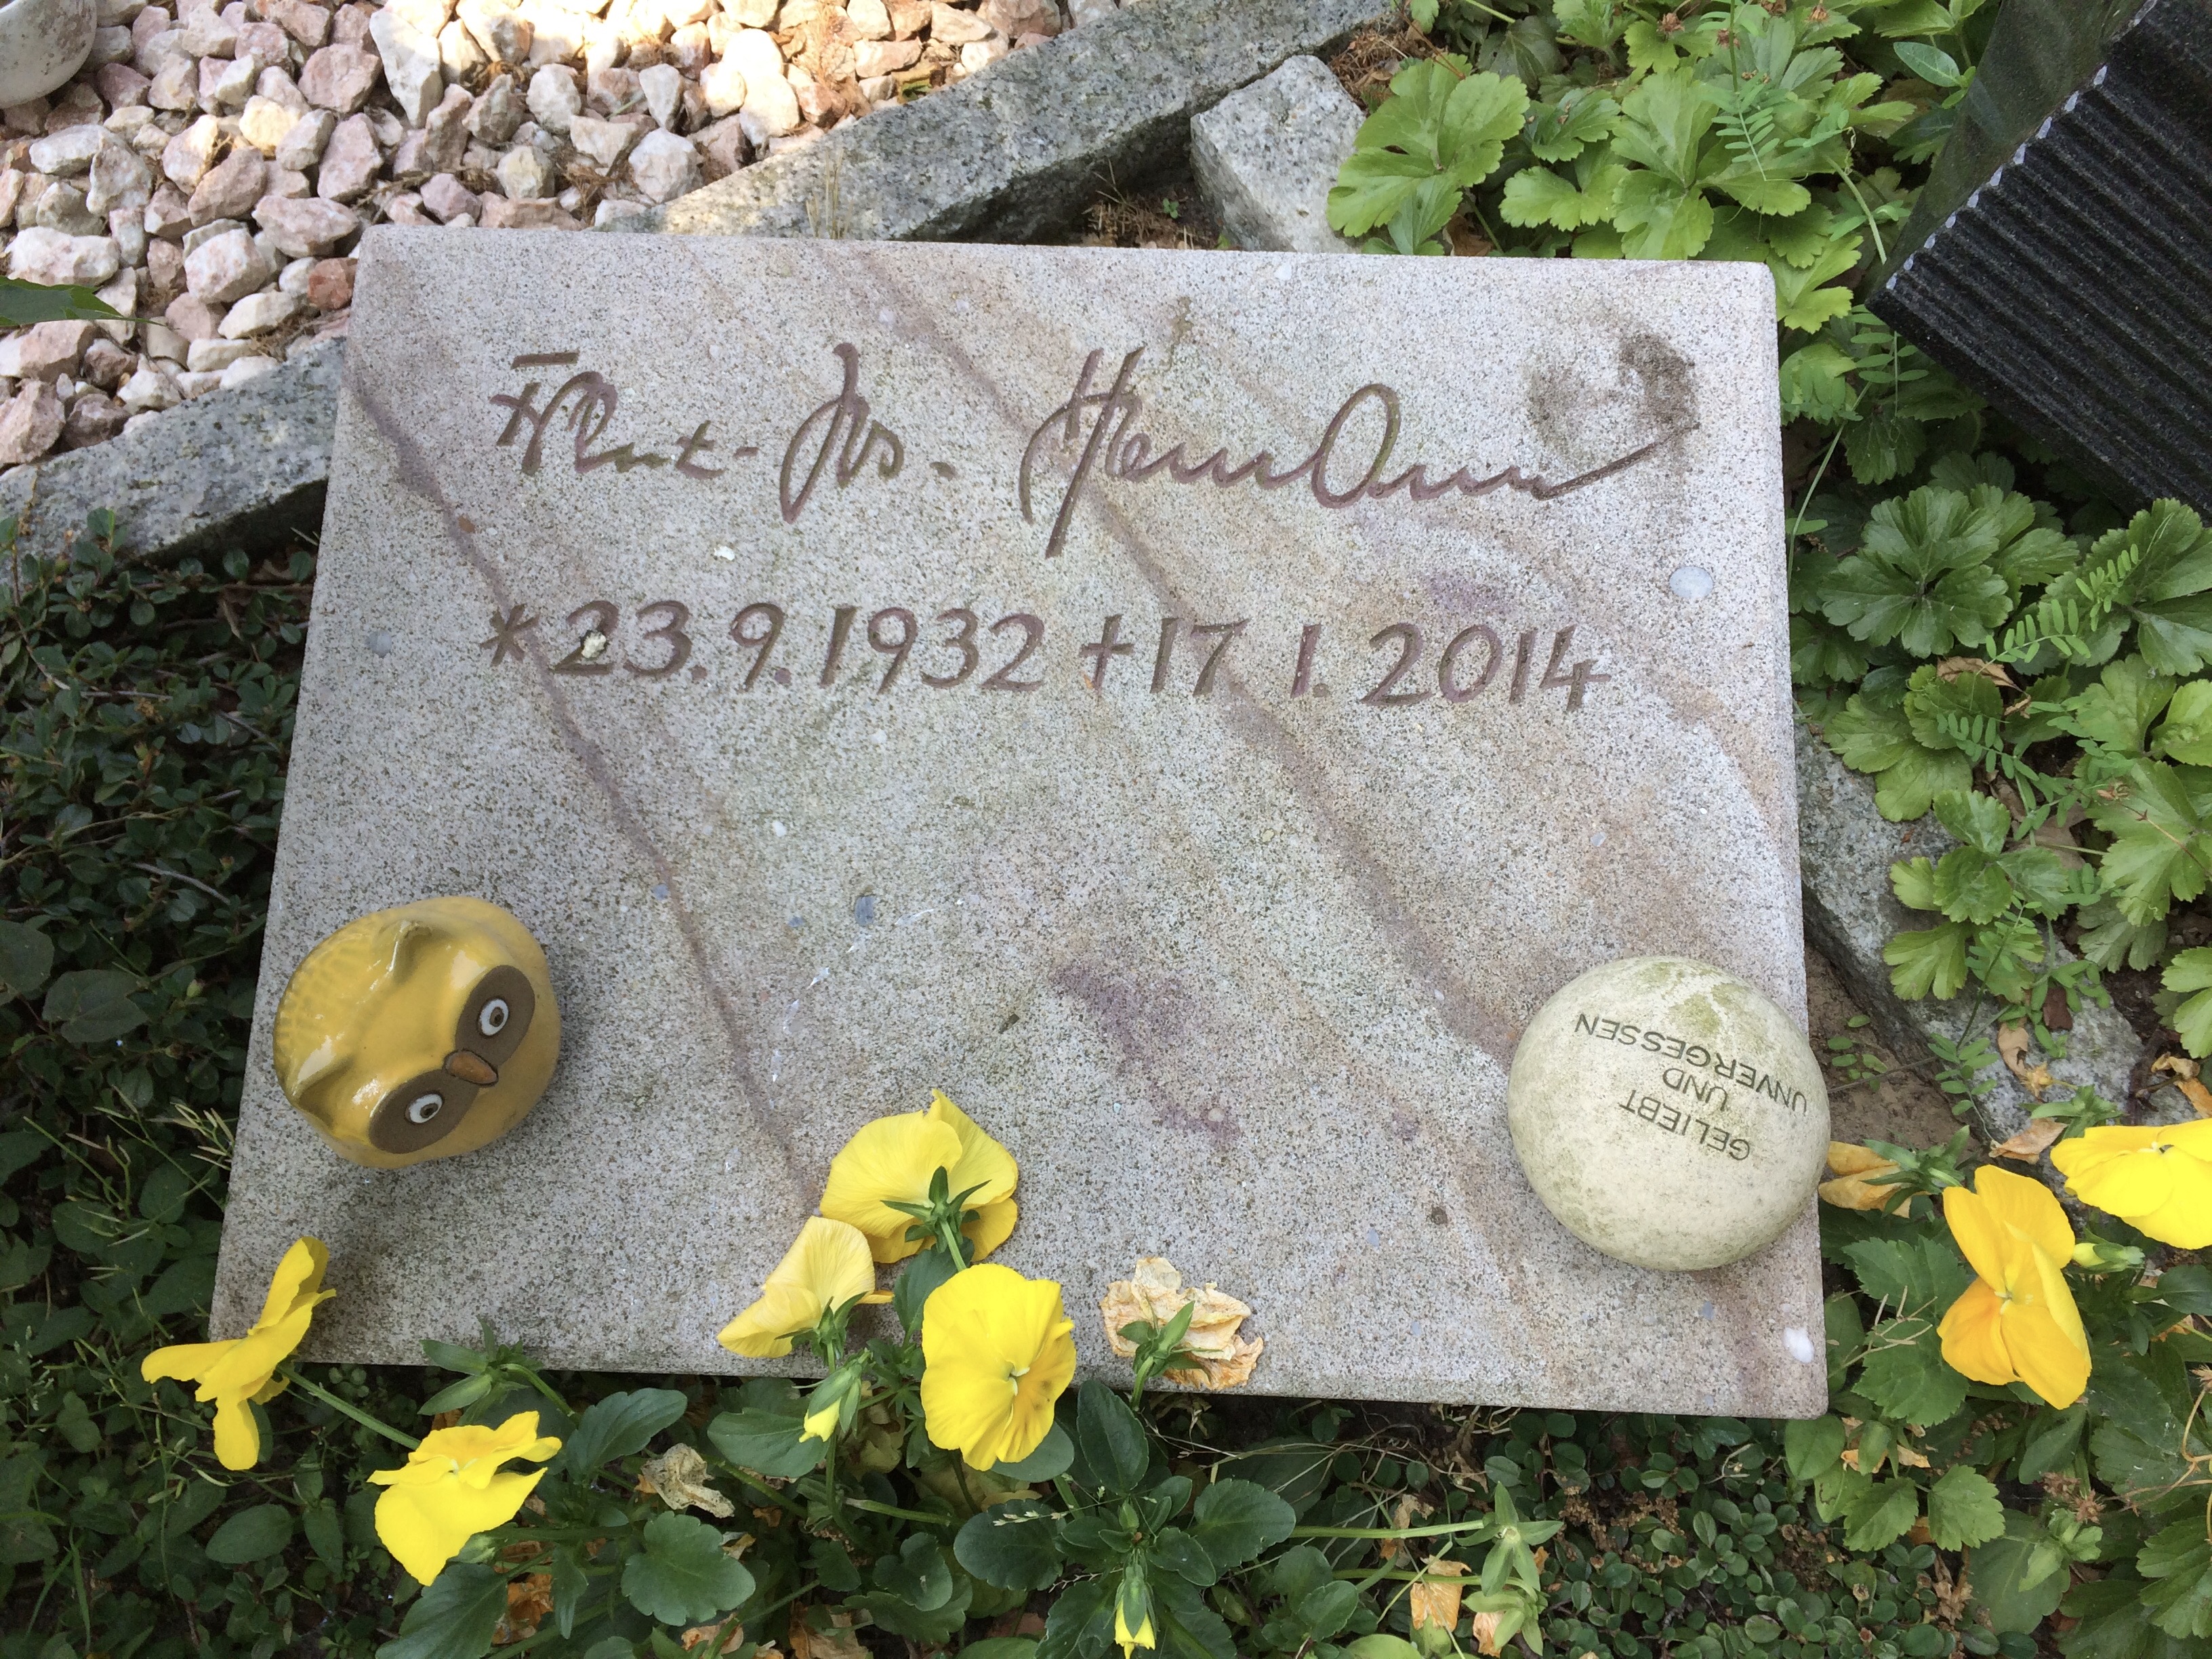 * 23.9.1932 † 17 1. 2014
GELIEBT
UND
UNVERGESSEN